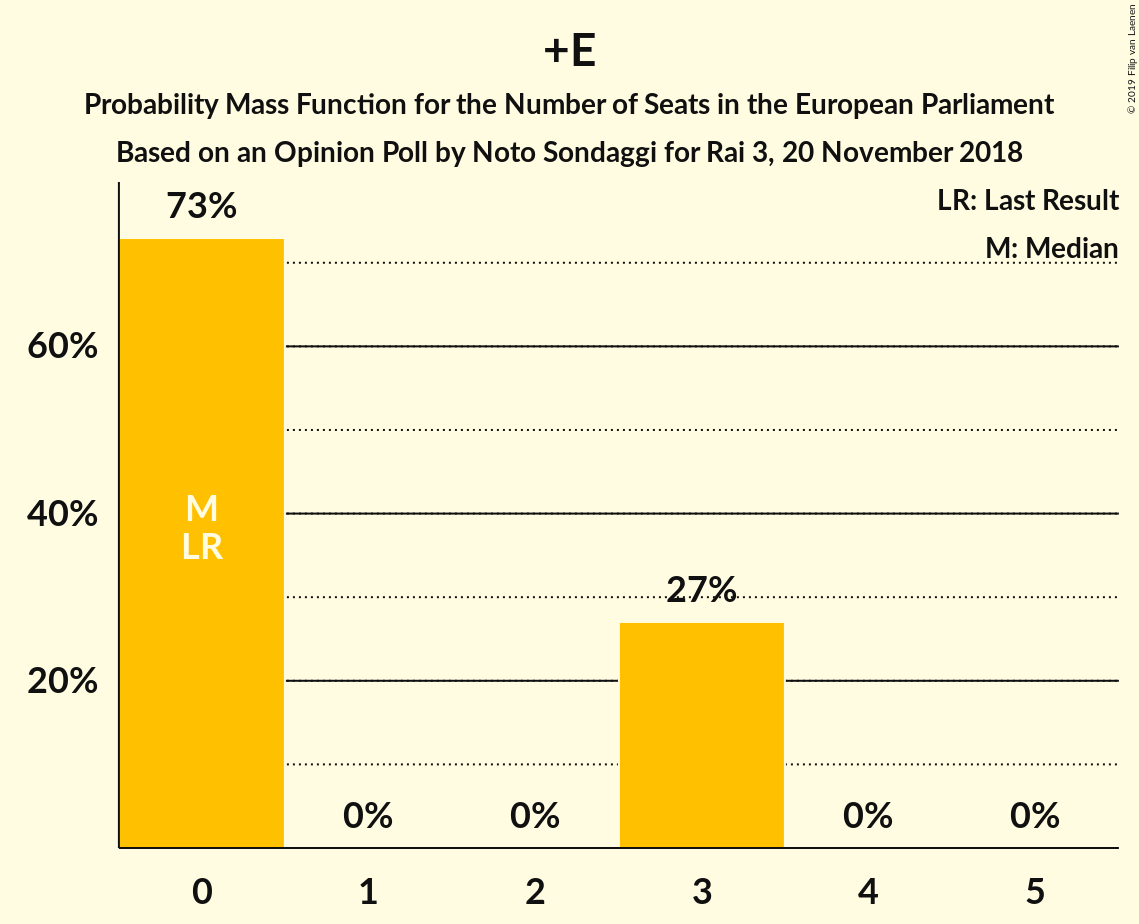 +E
Probability Mass Function for the Number of Seats in the European Parliament
Based on an Opinion Poll by Noto Sondaggi for Rai 3, 20 November 2018
© 2019 Filip van Laenen
LR: Last Result
M: Median
73%
60%
40%
20%
M
LR
27%
0%
0%
0%
0%
0
1
2
3
4
5